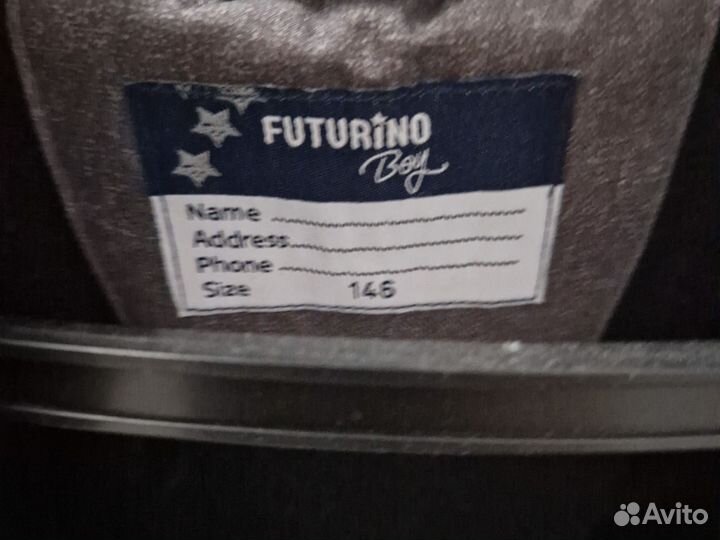 FUTURINO
Boy
Name
Address
Phone
Size 146
Avito